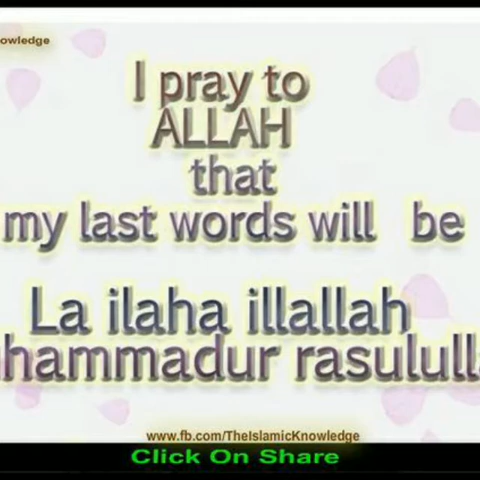 owledge
I pray to
ALLAH
that
my last words will be
La ilaha illallah
hammadur rasulull
www.fb.com/TheIslamicKnowledge
Click On Share